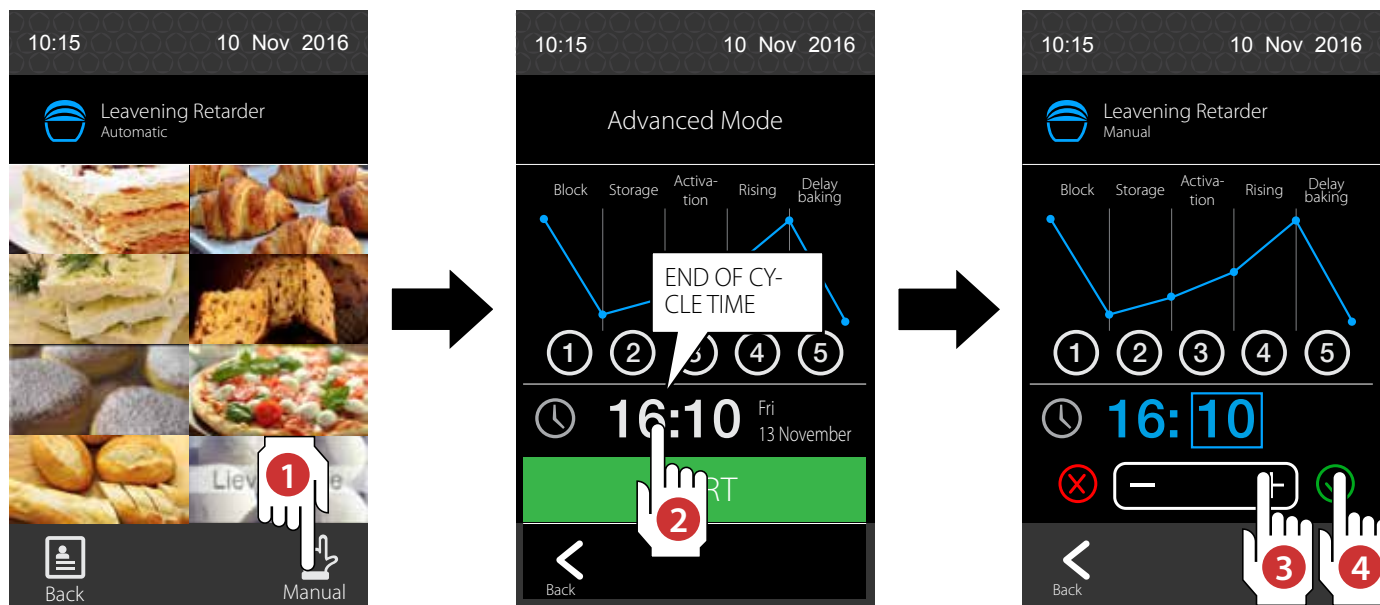 10:15 10 Nov 2016
Leavening Retarder
Automatic
1
Back Manual
10:15 10 Nov 2016
Advanced Mode
Block Storage Activa-
tion Rising Delay
baking
END OF CY-
CLE TIME
1 2 3 4 5
16:10 Fri
13 November
2
Back
10:15 10 Nov 2016
Leavening Retarder
Manual
Block Storage Activa-
tion Rising Delay
baking
1 2 3 4 5
16:10
- +
3 4
Back